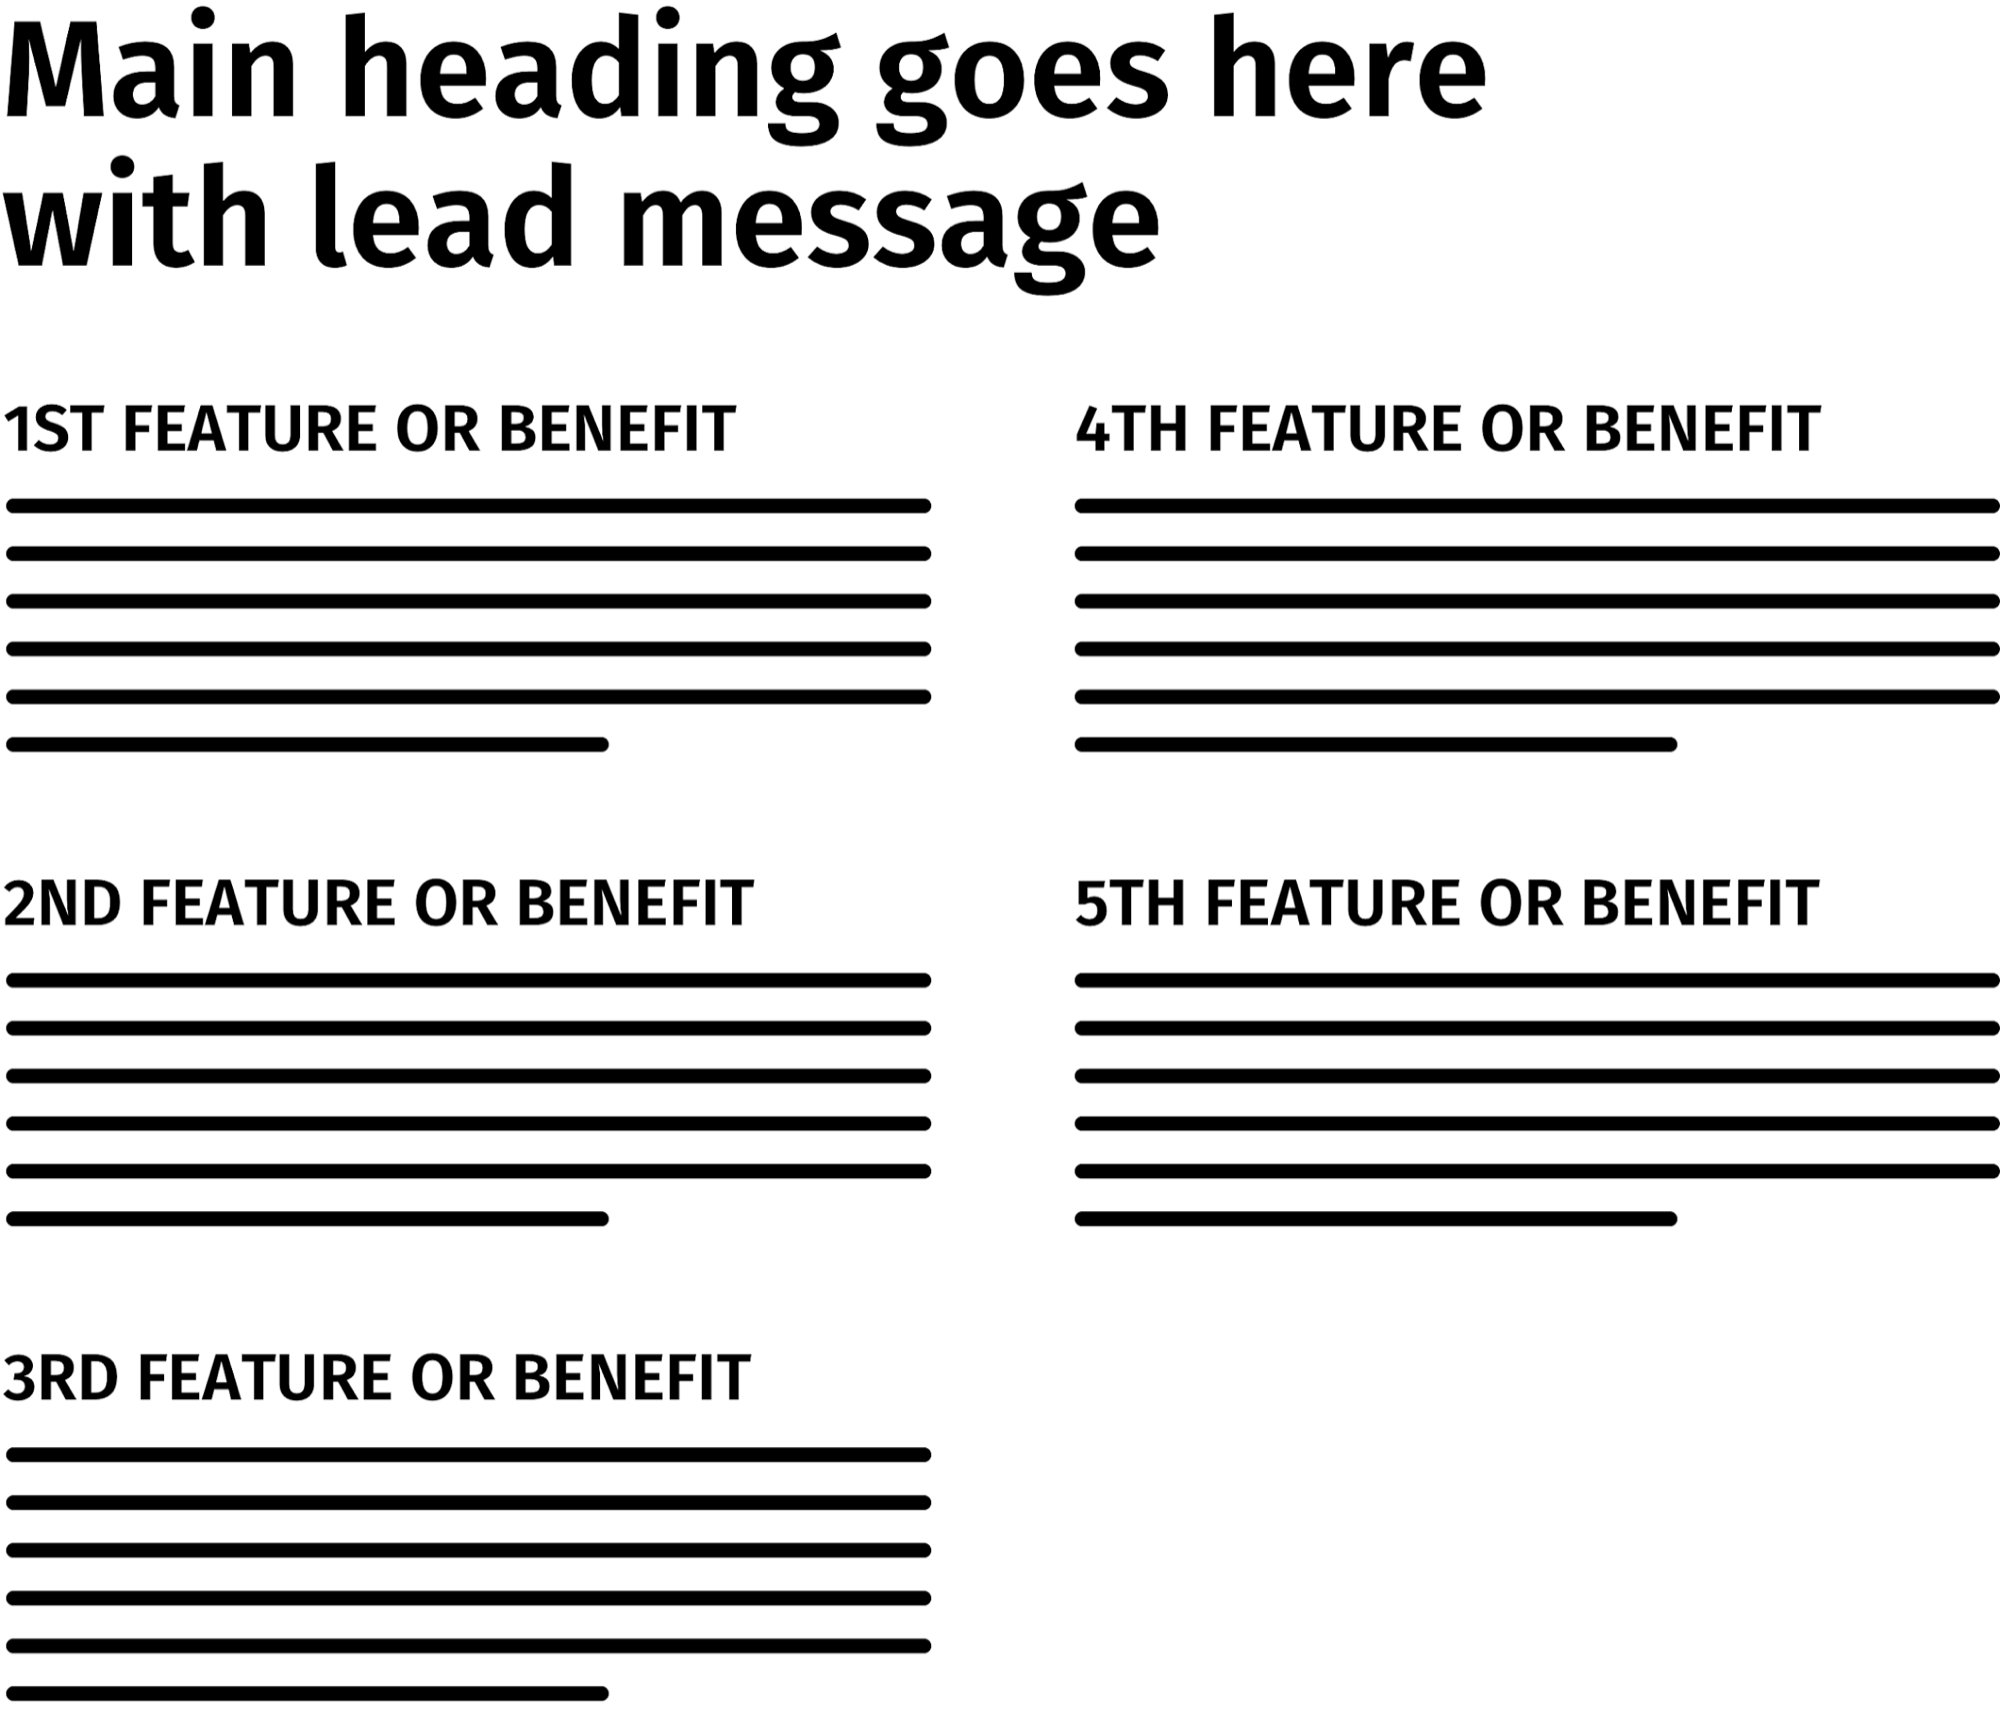 Main heading goes here
with lead message
1ST FEATURE OR BENEFIT
2ND FEATURE OR BENEFIT
3RD FEATURE OR BENEFIT
4TH FEATURE OR BENEFIT
5TH FEATURE OR BENEFIT